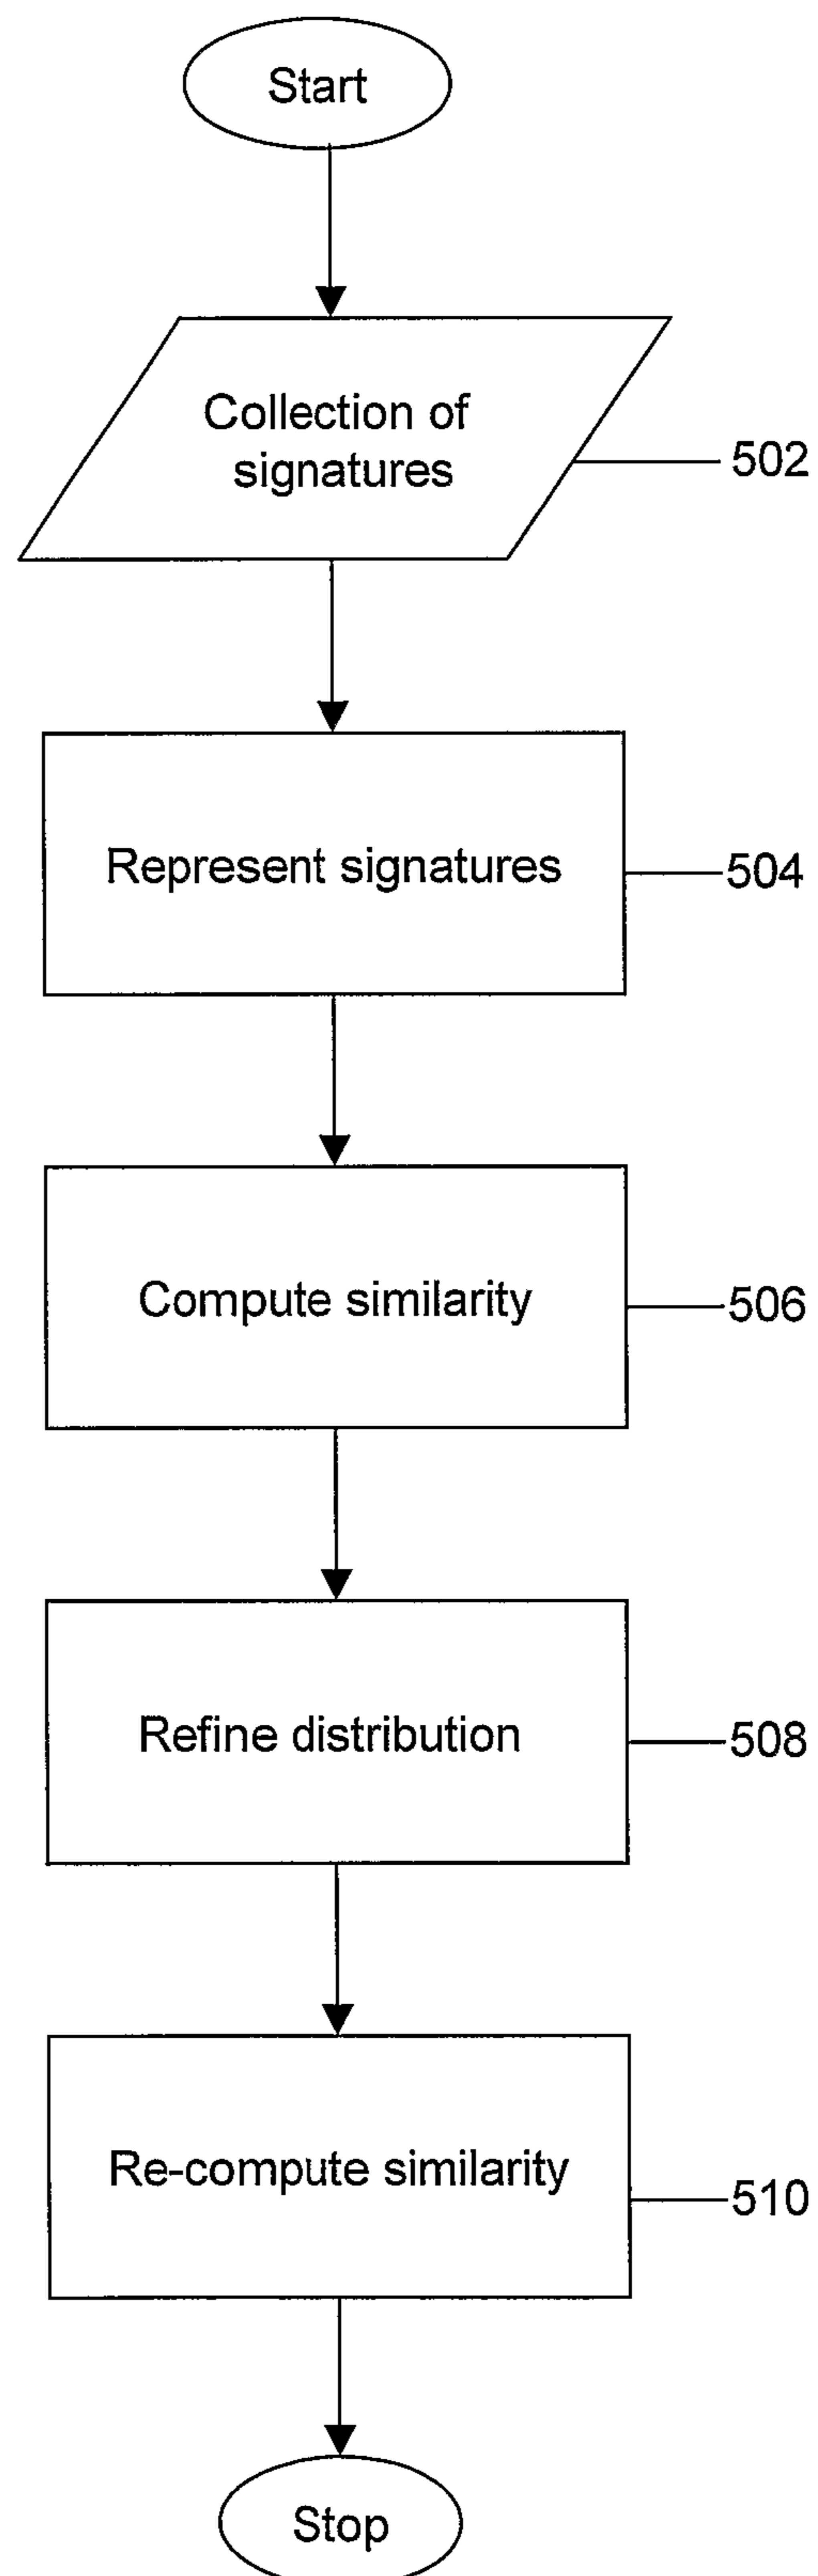 Start
Collection of
signatures
502
Represent signatures
504
Compute similarity
506
Refine distribution
508
Re-compute similarity
510
Stop